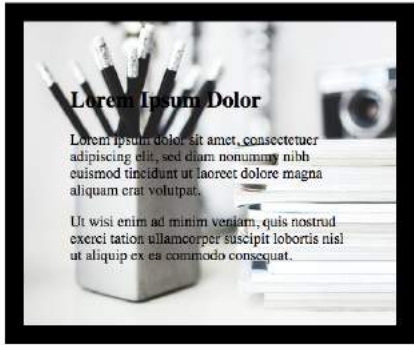 Lorem Ipsum Dolor
Lorem ipsum dolor sit amet, consectetuer
adipiscing elit, sed diam nonummy nibh
euismod tincidunt ut laoreet dolore magna
aliquam erat volutpat.
Ut wisi enim ad minim veniam, quis nostrud
exerci tation ullamcorper suscipit lobortis nisl
ut aliquip ex ea commodo consequat.